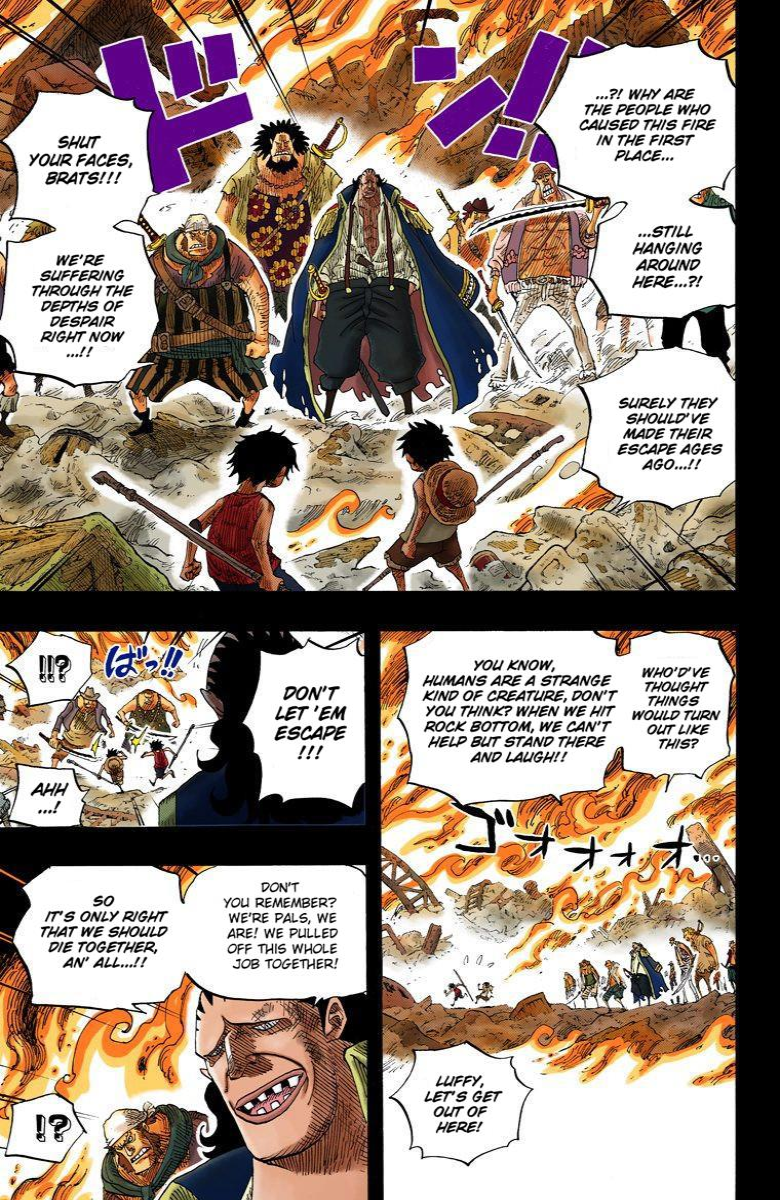 ...?! WHY ARE
THE PEOPLE WHO
CAUSED THIS FIRE
IN THE FIRST
PLACE...
...STILL
HANGING
AROUND
HERE...?!
SURELY THEY
SHOULD'VE
MADE THEIR
ESCAPE AGES
AGO...!!
ドン!!
SHUT
YOUR FACES,
BRATS!!!
WE'RE
SUFFERING
THROUGH THE
DEPTHS OF
DESPAIR
RIGHT NOW
...!!
WHO'D'VE
THOUGHT
THINGS
WOULD TURN
OUT LIKE
THIS?
YOU KNOW,
HUMANS ARE A STRANGE
KIND OF CREATURE, DON'T
YOU THINK? WHEN WE HIT
ROCK BOTTOM, WE CAN'T
HELP BUT STAND THERE
AND LAUGH!!
ゴオオオオ...
LUFFY,
LET'S GET
OUT OF
HERE!
DON'T
LET 'EM
ESCAPE
!!!
ばっ!!
!!?
AHH
...!
DON'T
YOU REMEMBER?
WE'RE PALS, WE
ARE! WE PULLED
OFF THIS WHOLE
JOB TOGETHER!
SO
IT'S ONLY RIGHT
THAT WE SHOULD
DIE TOGETHER,
AN' ALL...!!
!?